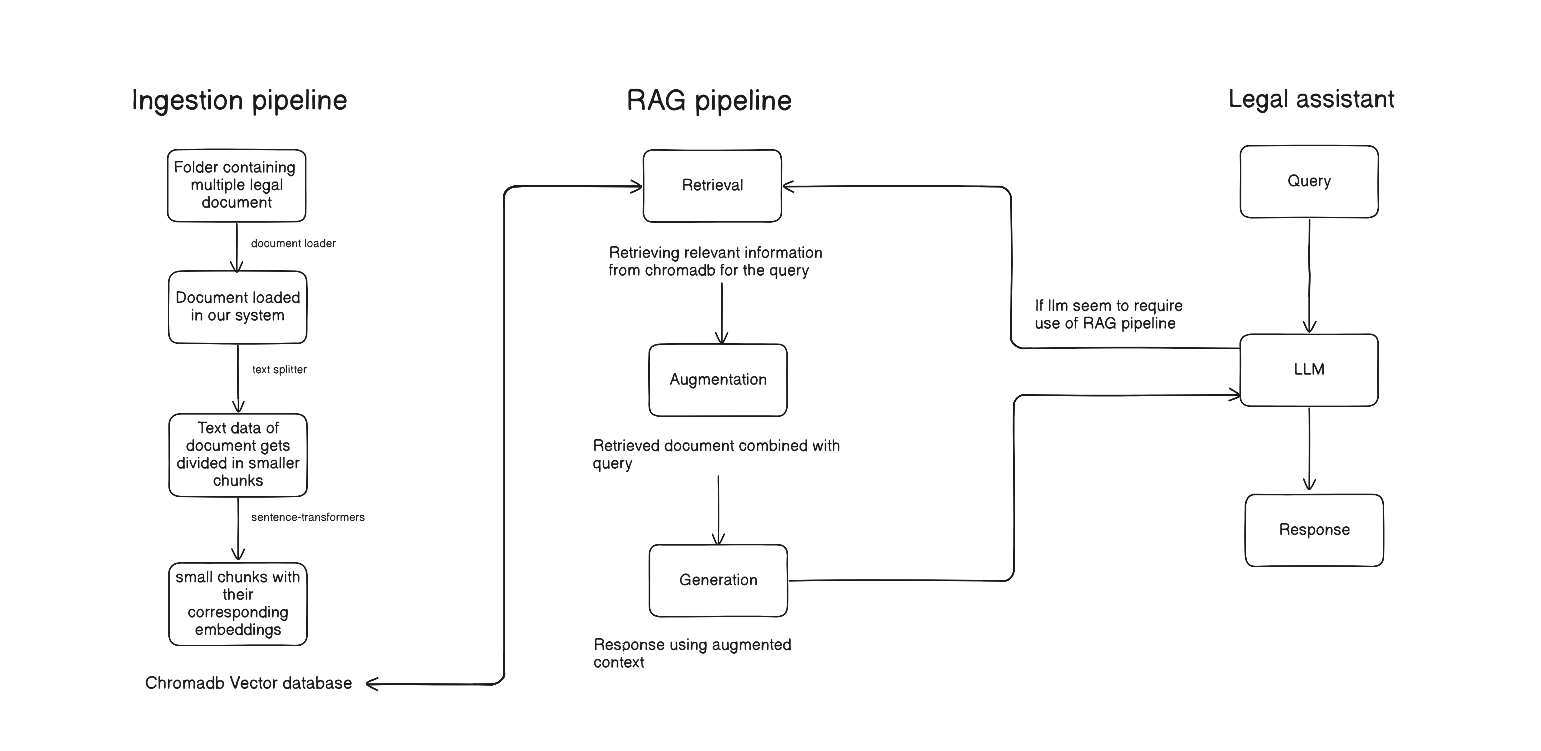 Ingestion pipeline
Folder containing
multiple legal
document
document loader
Document loaded
in our system
text splitter
Text data of
document gets
divided in smaller
chunks
sentence-transformers
small chunks with
their
corresponding
embeddings
Chromadb Vector database
RAG pipeline
Retrieval
Retrieving relevant information
from chromadb for the query
Augmentation
Retrieved document combined with
query
Generation
Response using augmented
context
Legal assistant
Query
If llm seem to require
use of RAG pipeline
LLM
Response